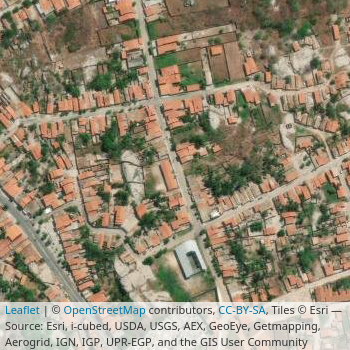 Leaflet | © OpenStreetMap contributors, CC-BY-SA, Tiles © Esri —
Source: Esri, i-cubed, USDA, USGS, AEX, GeoEye, Getmapping,
Aerogrid, IGN, IGP, UPR-EGP, and the GIS User Community